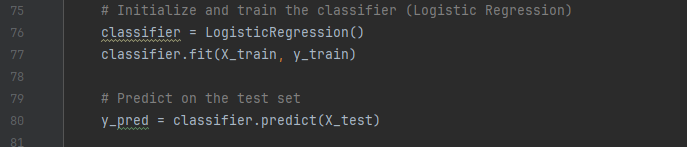 75 # Initialize and train the classifier (Logistic Regression)
76 classifier = LogisticRegression()
77 classifier.fit(X_train, y_train)
78
79 # Predict on the test set
80 y_pred = classifier.predict(X_test)
81